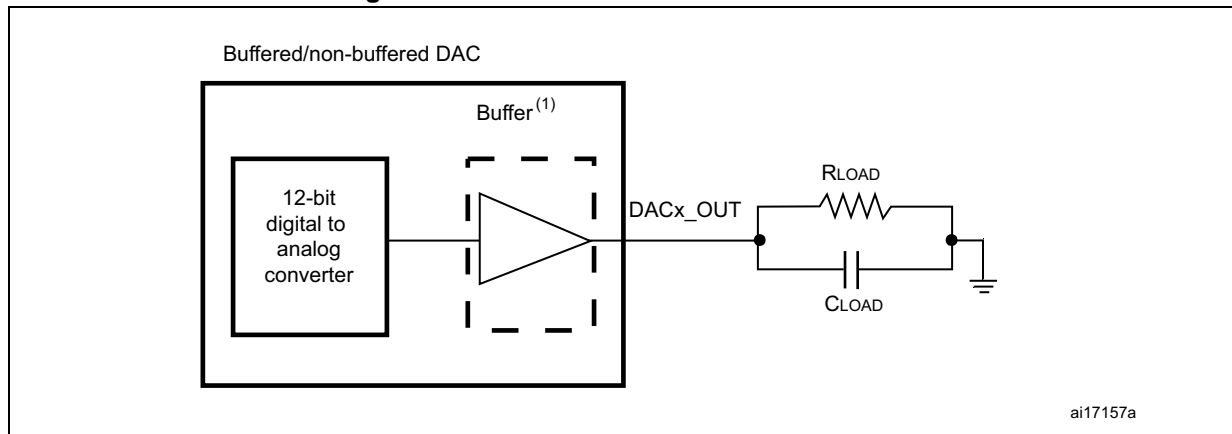 Buffered/non-buffered DAC
Buffer(1)
12-bit
digital to
analog
converter
DACx_OUT
RLOAD
CLOAD
ai17157a